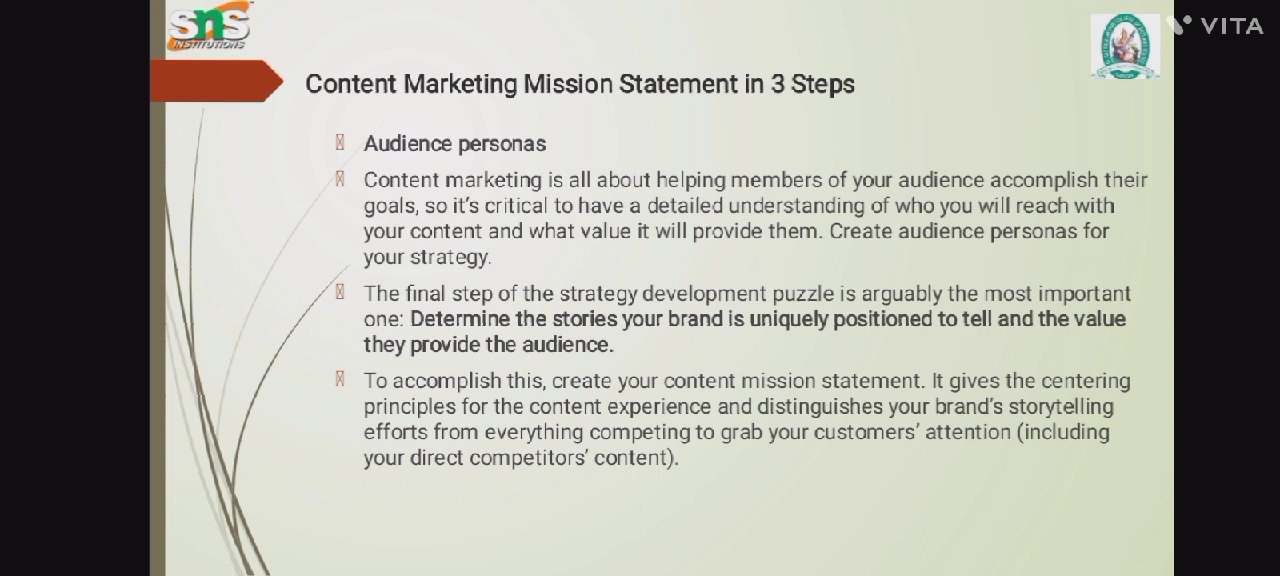 SNS
INSTITUTIONS
VITA
Content Marketing Mission Statement in 3 Steps
Audience personas
Content marketing is all about helping members of your audience accomplish their
goals, so it's critical to have a detailed understanding of who you will reach with
your content and what value it will provide them. Create audience personas for
your strategy.
The final step of the strategy development puzzle is arguably the most important
one: Determine the stories your brand is uniquely positioned to tell and the value
they provide the audience.
To accomplish this, create your content mission statement. It gives the centering
principles for the content experience and distinguishes your brand's storytelling
efforts from everything competing to grab your customers' attention (including
your direct competitors' content).